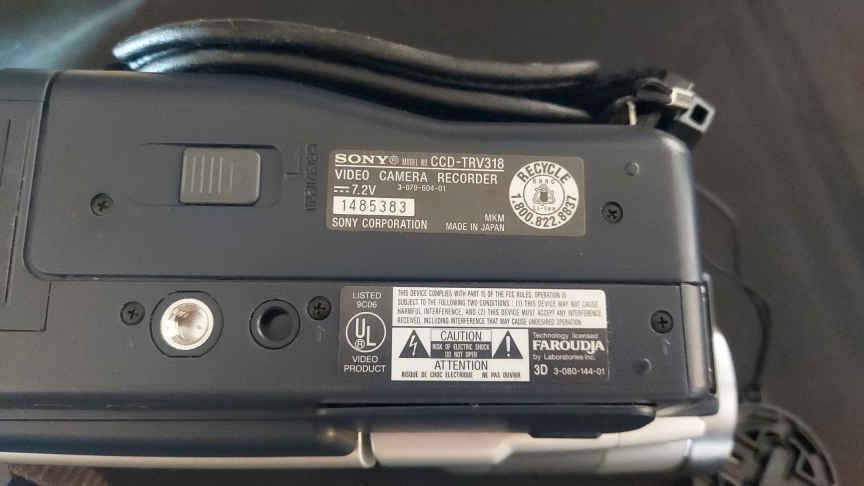 SONY® MODEL NO. CCD-TRV318
VIDEO CAMERA RECORDER
⎓7.2V 3-079-604-01
1485383
MKM
SONY CORPORATION MADE IN JAPAN
RECYCLE
1.800.822.8837
LISTED
9C06
UL
®
VIDEO
PRODUCT
THIS DEVICE COMPLIES WITH PART 15 OF THE FCC RULES. OPERATION IS
SUBJECT TO THE FOLLOWING TWO CONDITIONS : (1) THIS DEVICE MAY NOT CAUSE
HARMFUL INTERFERENCE, AND (2) THIS DEVICE MUST ACCEPT ANY INTERFERENCE
RECEIVED, INCLUDING INTERFERENCE THAT MAY CAUSE UNDESIRED OPERATION.
CAUTION
RISK OF ELECTRIC SHOCK
DO NOT OPEN
ATTENTION
RISQUE DE CHOC ELECTRIQUE NE PAS OUVRIR
Technology licensed
FAROUDJA
by Laboratories Inc.
3D 3-080-144-01